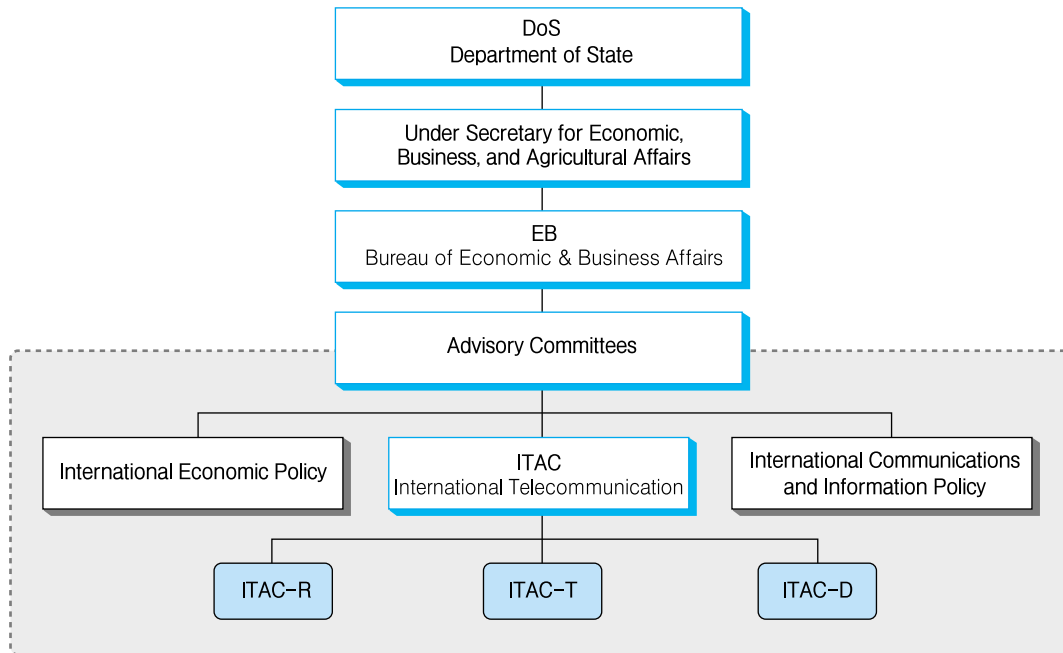 DoS
Department of State
Under Secretary for Economic,
Business, and Agricultural Affairs
EB
Bureau of Economic & Business Affairs
Advisory Committees
International Economic Policy
ITAC
International Telecommunication
International Communications
and Information Policy
ITAC-R
ITAC-T
ITAC-D